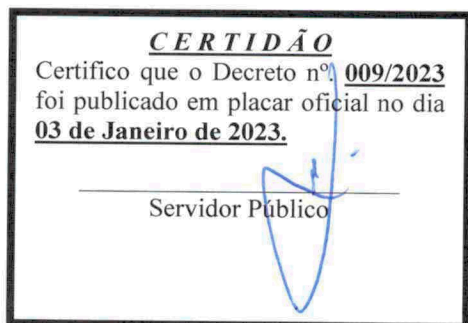 CERTIDÃO
Certifico que o Decreto nº. 009/2023
foi publicado em placar oficial no dia
03 de Janeiro de 2023.
Servidor Público